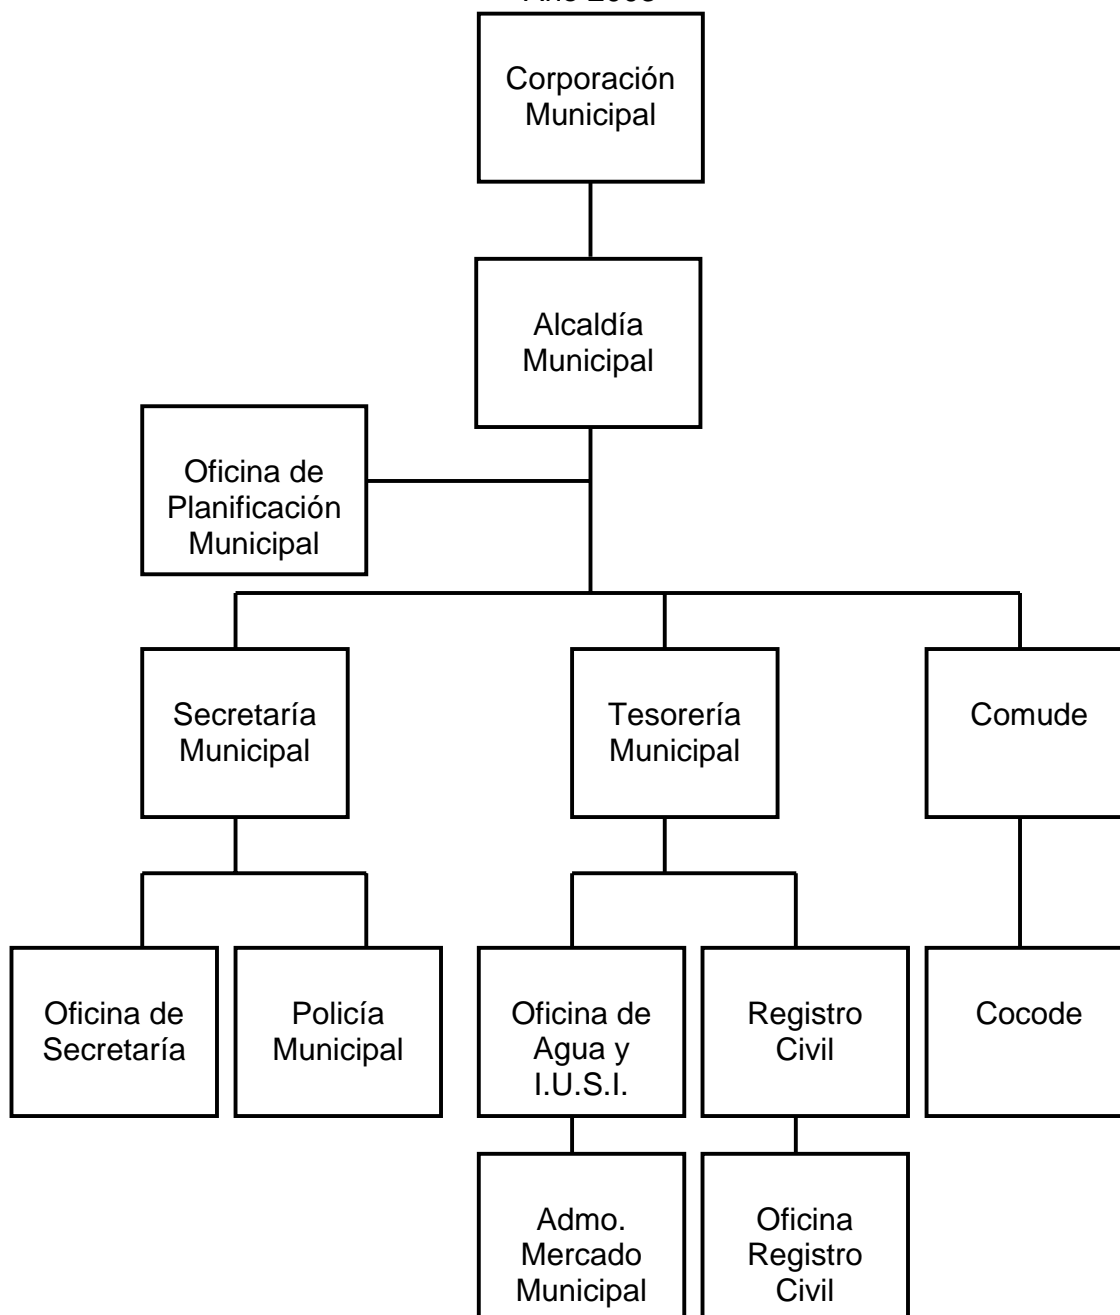 Corporación
Municipal
Alcaldía
Municipal
Oficina de
Planificación
Municipal
Secretaría
Municipal
Tesorería
Municipal
Comude
Oficina de
Secretaría
Policía
Municipal
Oficina de
Agua y
I.U.S.I.
Registro
Civil
Cocode
Admo.
Mercado
Municipal
Oficina
Registro
Civil